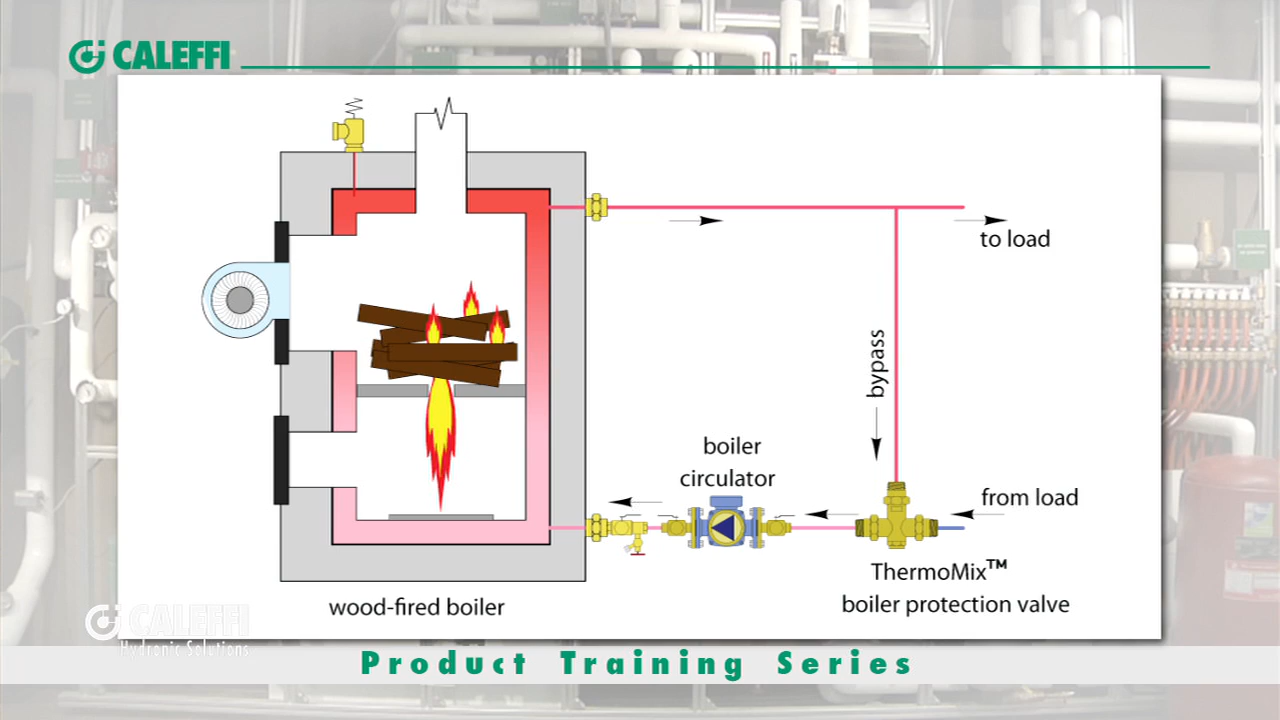 CALEFFI
to load
bypass
boiler
circulator
from load
ThermoMix™
boiler protection valve
wood-fired boiler
CALEFFI
Hydronic Solutions
Product Training Series